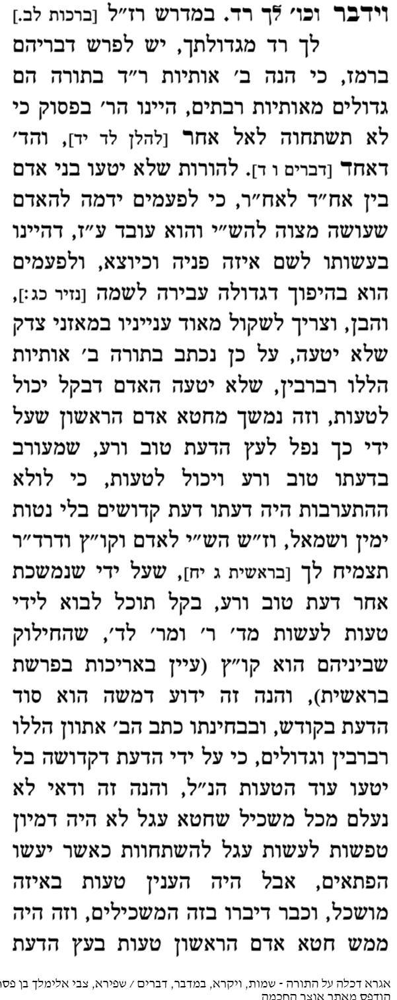 וידבר וכו׳ לך רד. במדרש רז״ל [ברכות לב.]
לך רד מגדולתך, יש לפרש דבריהם
ברמז, כי הנה ב׳ אותיות ר״ד בתורה הם
גדולים מאותיות רבתים, היינו הר׳ בפסוק כי
לא תשתחוה לאל אחר [להלן לד יד], והד׳
דאחד [דברים ו ד]. להורות שלא יטעו בני אדם
בין אח״ד לאח״ר, כי לפעמים ידמה להאדם
שעושה מצוה להש״י והוא עובד ע״ז, דהיינו
בעשותו לשם איזה פניה וכיוצא, ולפעמים
הוא בהיפוך דגדולה עבירה לשמה [נזיר כג:],
והבן, וצריך לשקול מאוד ענייניו במאזני צדק
שלא יטעה, על כן נכתב בתורה ב׳ אותיות
הללו רברבין, שלא יטעה האדם דבקל יכול
לטעות, וזה נמשך מחטא אדם הראשון שעל
ידי כך נפל לעץ הדעת טוב ורע, שמעורב
בדעתו טוב ורע ויכול לטעות, כי לולא
ההתערבות היה דעתו דעת קדושים בלי נטות
ימין ושמאל, וז״ש הש״י לאדם וקו״ץ ודרד״ר
תצמיח לך [בראשית ג יח], שעל ידי שנמשכת
אחר דעת טוב ורע, בקל תוכל לבוא לידי
טעות לעשות מד׳ ר׳ ומר׳ לד׳, שהחילוק
שביניהם הוא קו״ץ (עיין באריכות בפרשת
בראשית), והנה זה ידוע דמשה הוא סוד
הדעת בקודש, ובבחינתו כתב הב׳ אתוון הללו
רברבין וגדולים, כי על ידי הדעת דקדושה בל
יטעו עוד הטעות הנ״ל, והנה זה ודאי לא
נעלם מכל משכיל שחטא עגל לא היה דמיון
טפשות לעשות עגל להשתחוות כאשר יעשו
הפתאים, אבל היה הענין טעות באיזה
מושכל, וכבר דיברו בזה המשכילים, וזה היה
ממש חטא אדם הראשון טעות בעץ הדעת
אגרא דכלה על התורה - שמות, ויקרא, במדבר, דברים / שפירא, צבי אלימלך בן פסח
הודפס מאתר אוצר החכמה